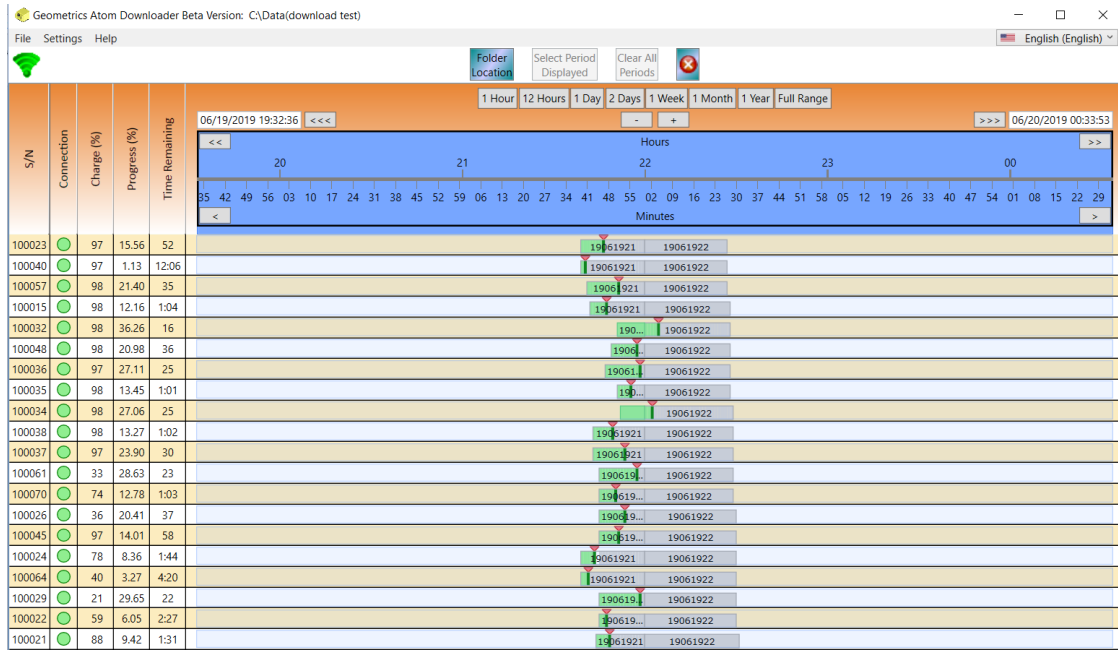 Geometrics Atom Downloader Beta Version: C:\Data(download test)
File Settings Help
English (English)
Folder Location
Select Period Displayed
Clear All Periods
1 Hour 12 Hours 1 Day 2 Days 1 Week 1 Month 1 Year Full Range
S/N Connection Charge (%) Progress (%) Time Remaining
06/19/2019 19:32:36 <<< - + >>> 06/20/2019 00:33:53
<< Hours >>
20 21 22 23 00
35 42 49 56 03 10 17 24 31 38 45 52 59 06 13 20 27 34 41 48 55 02 09 16 23 30 37 44 51 58 05 12 19 26 33 40 47 54 01 08 15 22 29
< Minutes >
100023 97 15.56 52 19061921 19061922
100040 97 1.13 12:06 19061921 19061922
100057 98 21.40 35 19061921 19061922
100015 98 12.16 1:04 19061921 19061922
100032 98 36.26 16 190... 19061922
100048 98 20.98 36 1906... 19061922
100036 97 27.11 25 19061... 19061922
100035 98 13.45 1:01 190... 19061922
100034 98 27.06 25 19061922
100038 98 13.27 1:02 19061921 19061922
100037 97 23.90 30 19061921 19061922
100061 33 28.63 23 190619... 19061922
100070 74 12.78 1:03 190619... 19061922
100026 36 20.41 37 190619... 19061922
100045 97 14.01 58 190619... 19061922
100024 78 8.36 1:44 19061921 19061922
100064 40 3.27 4:20 19061921 19061922
100029 21 29.65 22 190619... 19061922
100022 59 6.05 2:27 190619... 19061922
100021 88 9.42 1:31 19061921 19061922